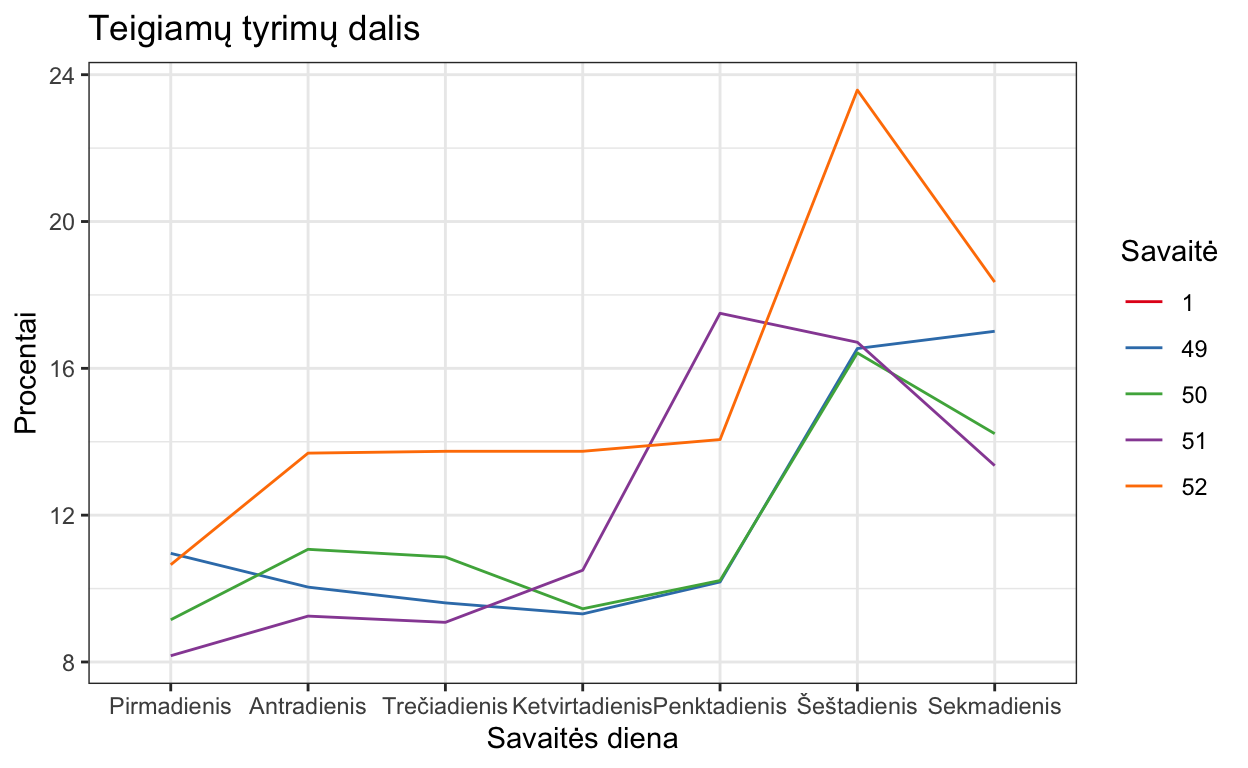 Teigiamų tyrimų dalis
Procentai
24
20
16
12
8
Pirmadienis Antradienis Trečiadienis Ketvirtadienis Penktadienis Šeštadienis Sekmadienis
Savaitės diena
Savaitė
1
49
50
51
52